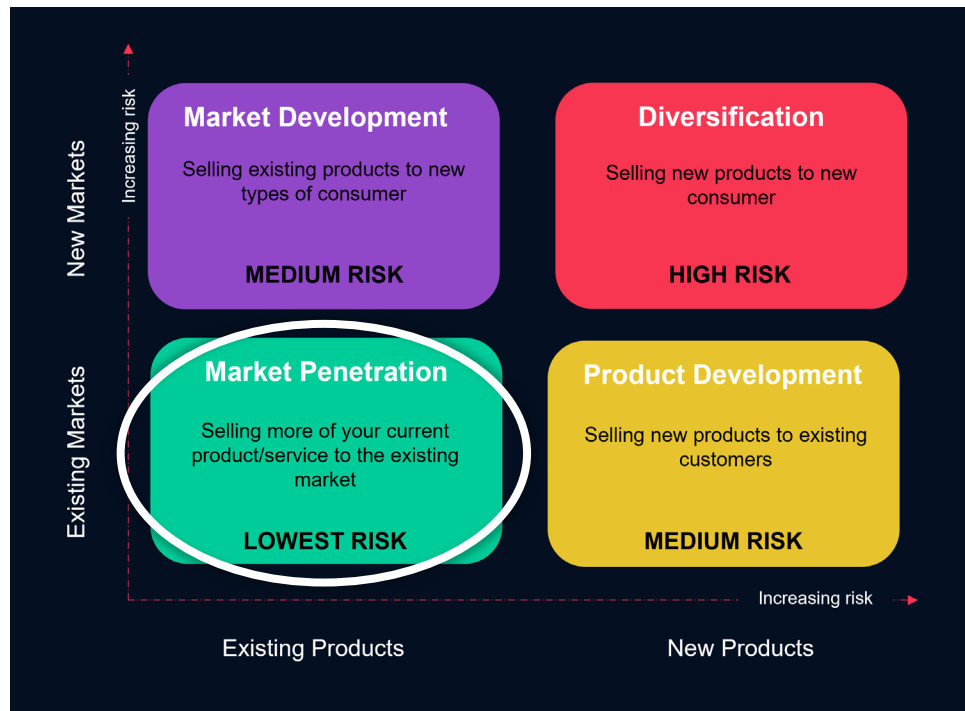 Increasing risk
New Markets
Market Development
Selling existing products to new
types of consumer
MEDIUM RISK
Diversification
Selling new products to new
consumer
HIGH RISK
Existing Markets
Market Penetration
Selling more of your current
product/service to the existing
market
LOWEST RISK
Product Development
Selling new products to existing
customers
MEDIUM RISK
Increasing risk
Existing Products
New Products